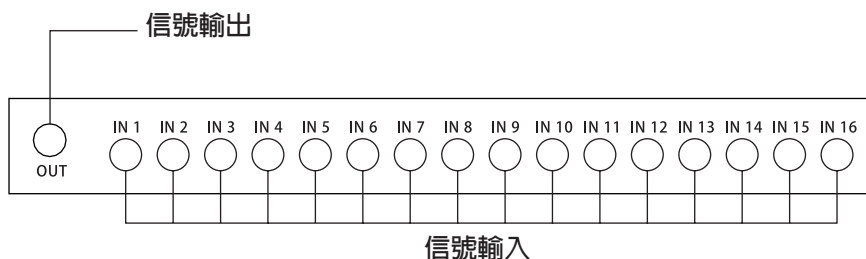 信號輸出
IN 1 IN 2 IN 3 IN 4 IN 5 IN 6 IN 7 IN 8 IN 9 IN 10 IN 11 IN 12 IN 13 IN 14 IN 15 IN 16
OUT
信號輸入